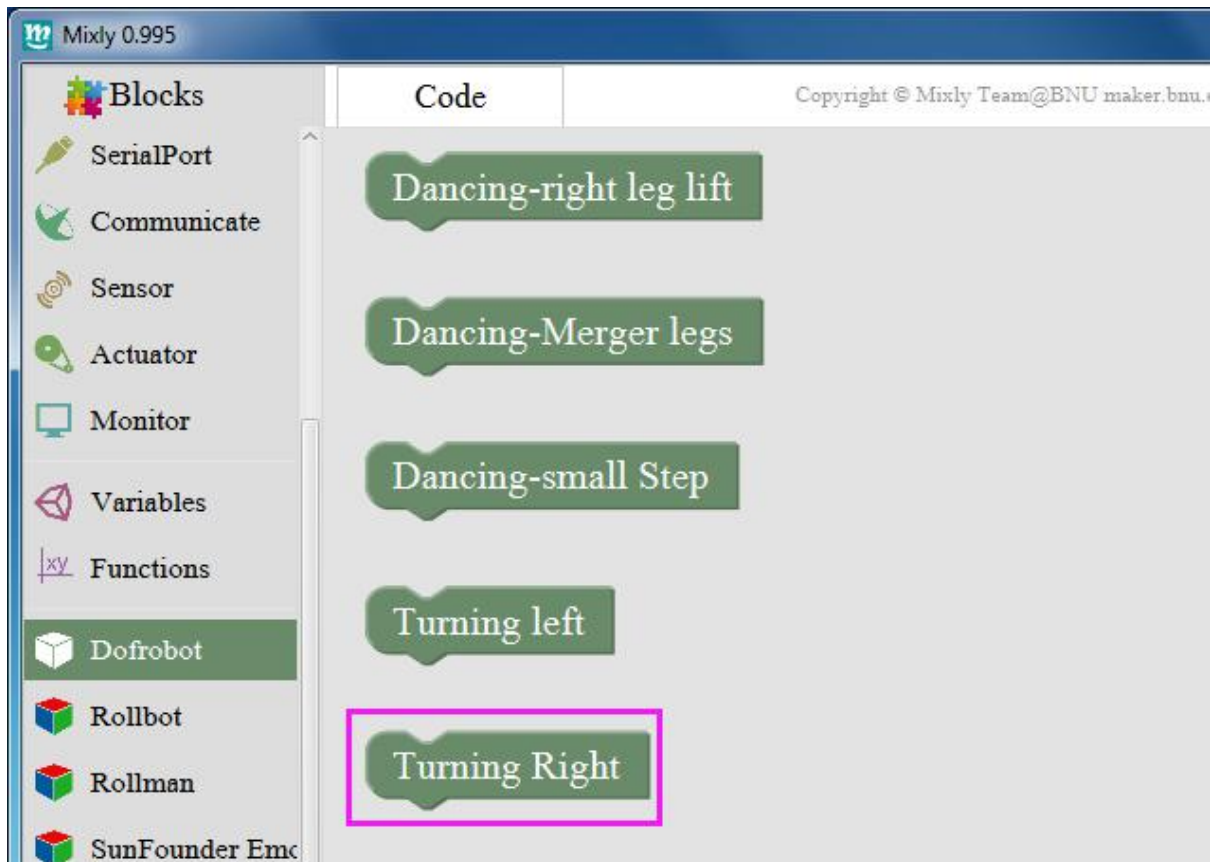 Mixly 0.995
Blocks
Code
Copyright © Mixly Team@BNU maker.bnu.e
SerialPort
Communicate
Sensor
Actuator
Monitor
Variables
xy Functions
Dofrobot
Rollbot
Rollman
SunFounder Emo
Dancing-right leg lift
Dancing-Merger legs
Dancing-small Step
Turning left
Turning Right